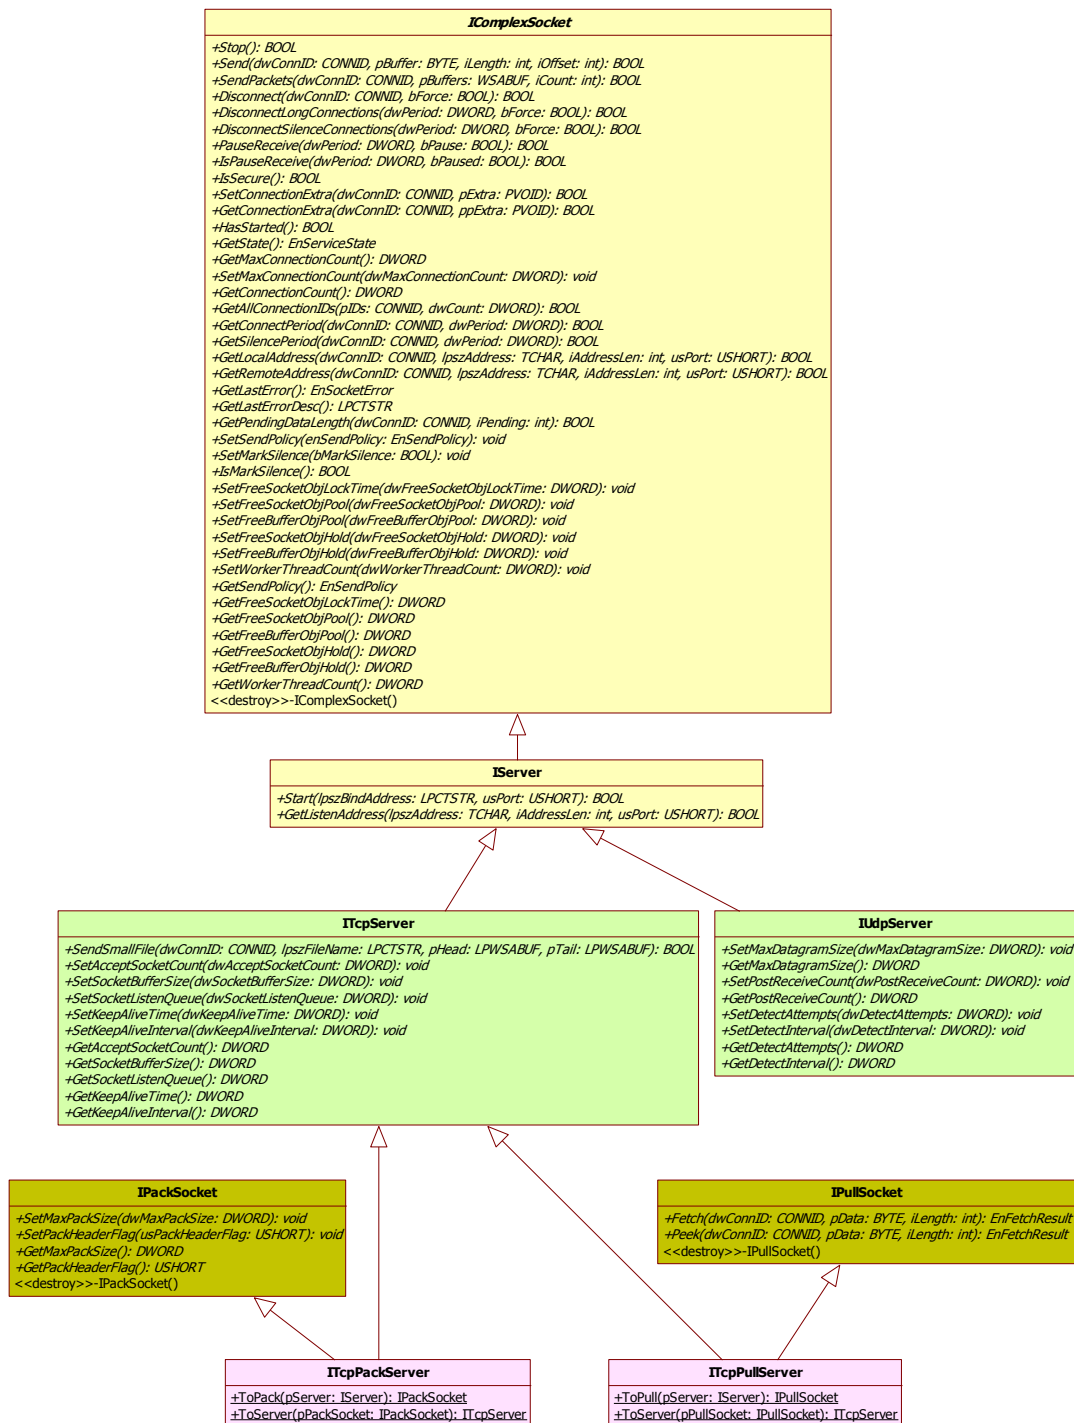 IComplexSocket
+Stop(): BOOL
+Send(dwConnID: CONNID, pBuffer: BYTE, iLength: int, iOffset: int): BOOL
+SendPackets(dwConnID: CONNID, pBuffers: WSABUF, iCount: int): BOOL
+Disconnect(dwConnID: CONNID, bForce: BOOL): BOOL
+DisconnectLongConnections(dwPeriod: DWORD, bForce: BOOL): BOOL
+DisconnectSilenceConnections(dwPeriod: DWORD, bForce: BOOL): BOOL
+PauseReceive(dwPeriod: DWORD, bPause: BOOL): BOOL
+IsPauseReceive(dwPeriod: DWORD, bPaused: BOOL): BOOL
+IsSecure(): BOOL
+SetConnectionExtra(dwConnID: CONNID, pExtra: PVOID): BOOL
+GetConnectionExtra(dwConnID: CONNID, ppExtra: PVOID): BOOL
+HasStarted(): BOOL
+GetState(): EnServiceState
+GetMaxConnectionCount(): DWORD
+SetMaxConnectionCount(dwMaxConnectionCount: DWORD): void
+GetConnectionCount(): DWORD
+GetAllConnectionIDs(pIDs: CONNID, dwCount: DWORD): BOOL
+GetConnectPeriod(dwConnID: CONNID, dwPeriod: DWORD): BOOL
+GetSilencePeriod(dwConnID: CONNID, dwPeriod: DWORD): BOOL
+GetLocalAddress(dwConnID: CONNID, lpszAddress: TCHAR, iAddressLen: int, usPort: USHORT): BOOL
+GetRemoteAddress(dwConnID: CONNID, lpszAddress: TCHAR, iAddressLen: int, usPort: USHORT): BOOL
+GetLastError(): EnSocketError
+GetLastErrorDesc(): LPCTSTR
+GetPendingDataLength(dwConnID: CONNID, iPending: int): BOOL
+SetSendPolicy(enSendPolicy: EnSendPolicy): void
+SetMarkSilence(bMarkSilence: BOOL): void
+IsMarkSilence(): BOOL
+SetFreeSocketObjLockTime(dwFreeSocketObjLockTime: DWORD): void
+SetFreeSocketObjPool(dwFreeSocketObjPool: DWORD): void
+SetFreeBufferObjPool(dwFreeBufferObjPool: DWORD): void
+SetFreeSocketObjHold(dwFreeSocketObjHold: DWORD): void
+SetFreeBufferObjHold(dwFreeBufferObjHold: DWORD): void
+SetWorkerThreadCount(dwWorkerThreadCount: DWORD): void
+GetSendPolicy(): EnSendPolicy
+GetFreeSocketObjLockTime(): DWORD
+GetFreeSocketObjPool(): DWORD
+GetFreeBufferObjPool(): DWORD
+GetFreeSocketObjHold(): DWORD
+GetFreeBufferObjHold(): DWORD
+GetWorkerThreadCount(): DWORD
<<destroy>>-IComplexSocket()
IServer
+Start(lpszBindAddress: LPCTSTR, usPort: USHORT): BOOL
+GetListenAddress(lpszAddress: TCHAR, iAddressLen: int, usPort: USHORT): BOOL
ITcpServer
+SendSmallFile(dwConnID: CONNID, lpszFileName: LPCTSTR, pHead: LPWSABUF, pTail: LPWSABUF): BOOL
+SetAcceptSocketCount(dwAcceptSocketCount: DWORD): void
+SetSocketBufferSize(dwSocketBufferSize: DWORD): void
+SetSocketListenQueue(dwSocketListenQueue: DWORD): void
+SetKeepAliveTime(dwKeepAliveTime: DWORD): void
+SetKeepAliveInterval(dwKeepAliveInterval: DWORD): void
+GetAcceptSocketCount(): DWORD
+GetSocketBufferSize(): DWORD
+GetSocketListenQueue(): DWORD
+GetKeepAliveTime(): DWORD
+GetKeepAliveInterval(): DWORD
IUdpServer
+SetMaxDatagramSize(dwMaxDatagramSize: DWORD): void
+GetMaxDatagramSize(): DWORD
+SetPostReceiveCount(dwPostReceiveCount: DWORD): void
+GetPostReceiveCount(): DWORD
+SetDetectAttempts(dwDetectAttempts: DWORD): void
+SetDetectInterval(dwDetectInterval: DWORD): void
+GetDetectAttempts(): DWORD
+GetDetectInterval(): DWORD
IPackSocket
+SetMaxPackSize(dwMaxPackSize: DWORD): void
+SetPackHeaderFlag(usPackHeaderFlag: USHORT): void
+GetMaxPackSize(): DWORD
+GetPackHeaderFlag(): USHORT
<<destroy>>-IPackSocket()
IPullSocket
+Fetch(dwConnID: CONNID, pData: BYTE, iLength: int): EnFetchResult
+Peek(dwConnID: CONNID, pData: BYTE, iLength: int): EnFetchResult
<<destroy>>-IPullSocket()
ITcpPackServer
+ToPack(pServer: IServer): IPackSocket
+ToServer(pPackSocket: IPackSocket): ITcpServer
ITcpPullServer
+ToPull(pServer: IServer): IPullSocket
+ToServer(pPullSocket: IPullSocket): ITcpServer